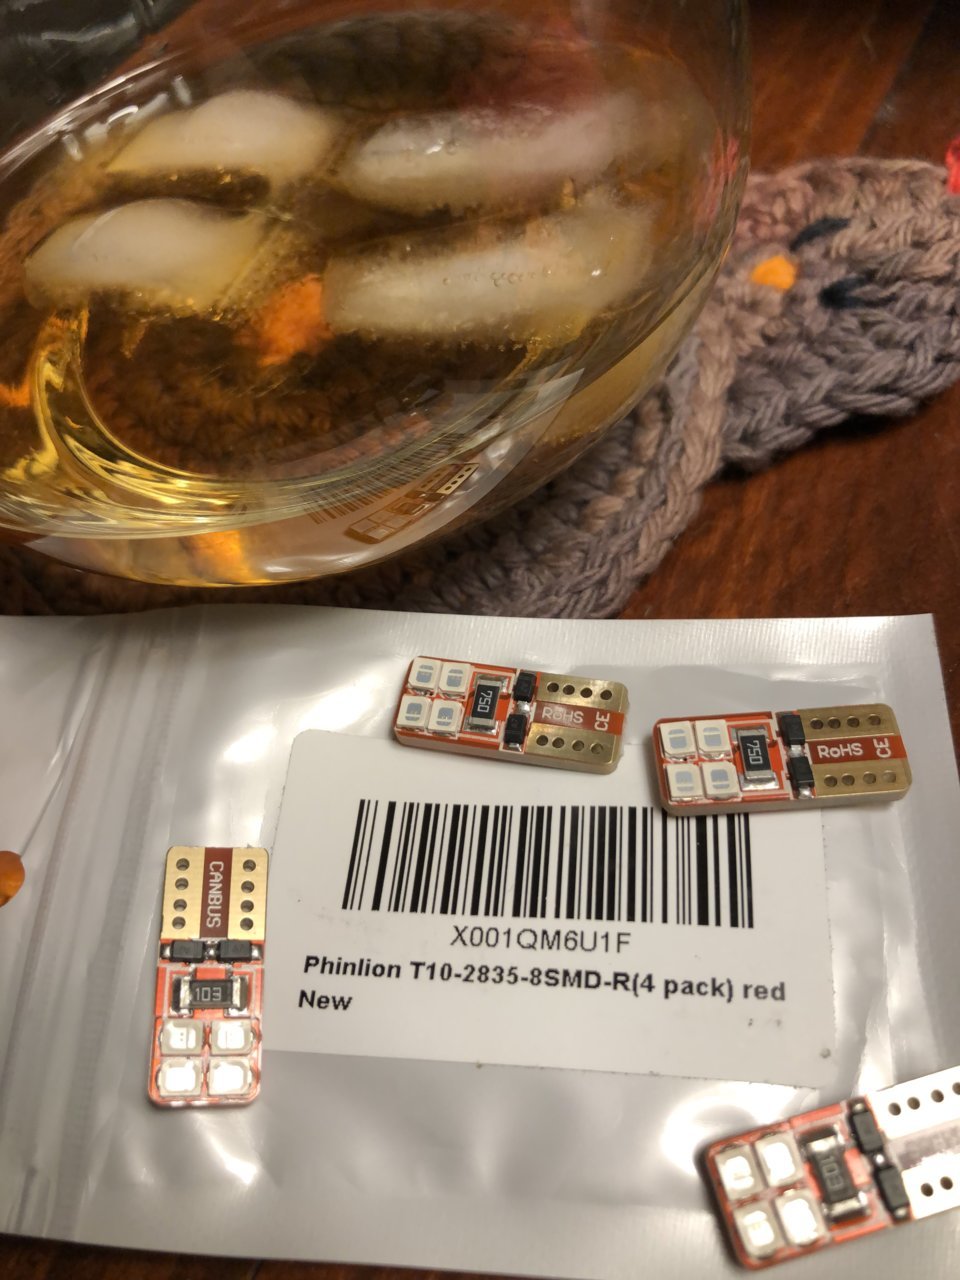 750
RoHS
CE
750
RoHS
CE
CANBUS
103
X001QM6U1F
Phinlion T10-2835-8SMD-R(4 pack) red
New
103